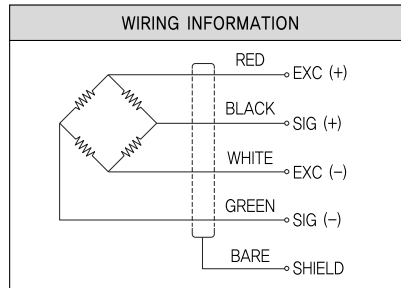 WIRING INFORMATION
RED EXC (+)
BLACK SIG (+)
WHITE EXC (−)
GREEN SIG (−)
BARE SHIELD